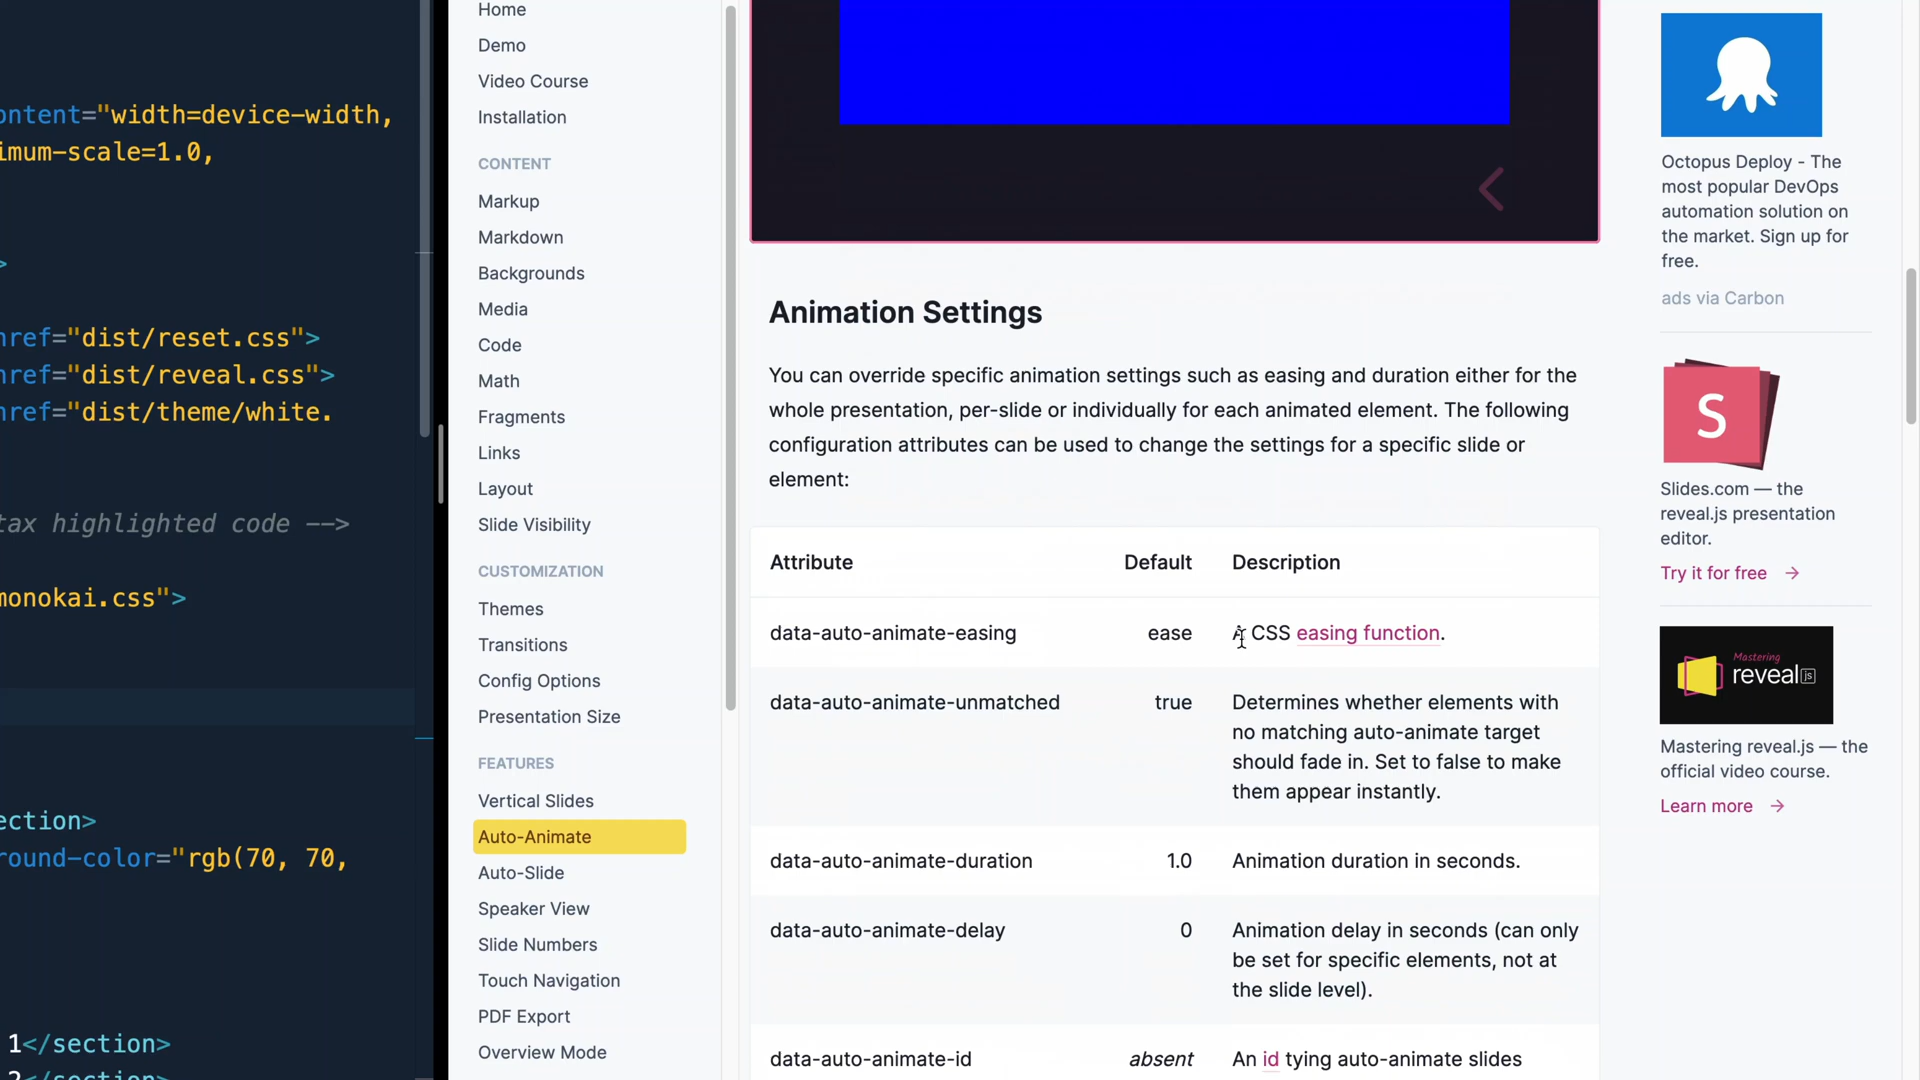 ontent="width=device-width,
imum-scale=1.0,
>
href="dist/reset.css">
href="dist/reveal.css">
href="dist/theme/white.
tax highlighted code -->
monokai.css">
ection>
round-color="rgb(70, 70,
1</section>
2</section>
Home
Demo
Video Course
Installation
CONTENT
Markup
Markdown
Backgrounds
Media
Code
Math
Fragments
Links
Layout
Slide Visibility
CUSTOMIZATION
Themes
Transitions
Config Options
Presentation Size
FEATURES
Vertical Slides
Auto-Animate
Auto-Slide
Speaker View
Slide Numbers
Touch Navigation
PDF Export
Overview Mode
Animation Settings
You can override specific animation settings such as easing and duration either for the
whole presentation, per-slide or individually for each animated element. The following
configuration attributes can be used to change the settings for a specific slide or
element:
Attribute Default Description
data-auto-animate-easing ease A CSS easing function.
data-auto-animate-unmatched true Determines whether elements with
no matching auto-animate target
should fade in. Set to false to make
them appear instantly.
data-auto-animate-duration 1.0 Animation duration in seconds.
data-auto-animate-delay 0 Animation delay in seconds (can only
be set for specific elements, not at
the slide level).
data-auto-animate-id absent An id tying auto-animate slides
Octopus Deploy - The
most popular DevOps
automation solution on
the market. Sign up for
free.
ads via Carbon
S
Slides.com — the
reveal.js presentation
editor.
Try it for free →
Mastering
reveal js
Mastering reveal.js — the
official video course.
Learn more →